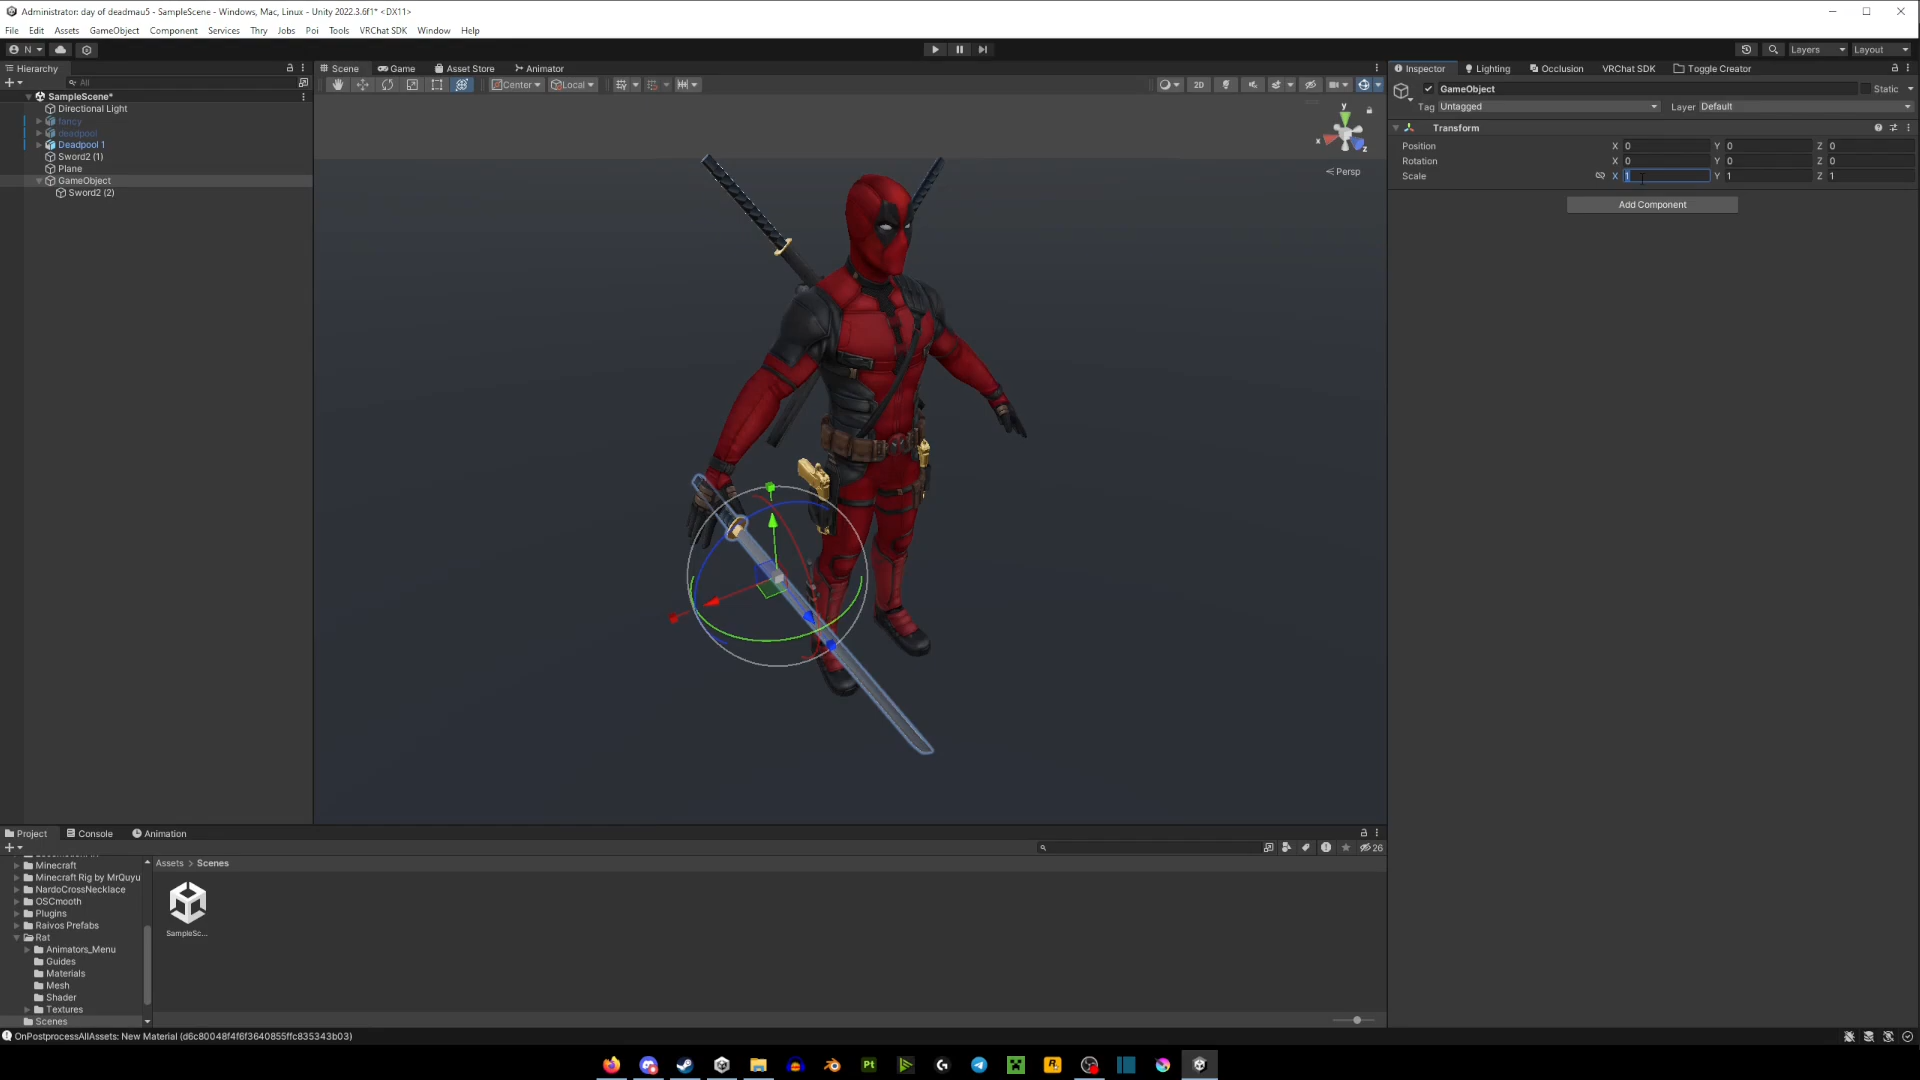 Administrator: day of deadmau5 - SampleScene - Windows, Mac, Linux - Unity 2022.3.6f1* <DX11>
File Edit Assets GameObject Component Services Thry Jobs Poi Tools VRChat SDK Window Help
N Layers Layout
Hierarchy Scene Game Asset Store Animator Inspector Lighting Occlusion VRChat SDK Toggle Creator
All Center Local 2D
GameObject Static
Tag Untagged Layer Default
SampleScene*
Directional Light
fancy
deadpool
Deadpool 1
Sword2 (1)
Plane
GameObject
Sword2 (2)
y
x
z
Persp
Transform
Position X 0 Y 0 Z 0
Rotation X 0 Y 0 Z 0
Scale X 1 Y 1 Z 1
Add Component
Project Console Animation
26
Minecraft
Minecraft Rig by MrQuyu
NardoCrossNecklace
OSCmooth
Plugins
Raivos Prefabs
Rat
Animators_Menu
Guides
Materials
Mesh
Shader
Textures
Scenes
Assets > Scenes
SampleSc...
OnPostprocessAllAssets: New Material (d6c80048f4f6f3640855ffc835343b03)
Pt
R